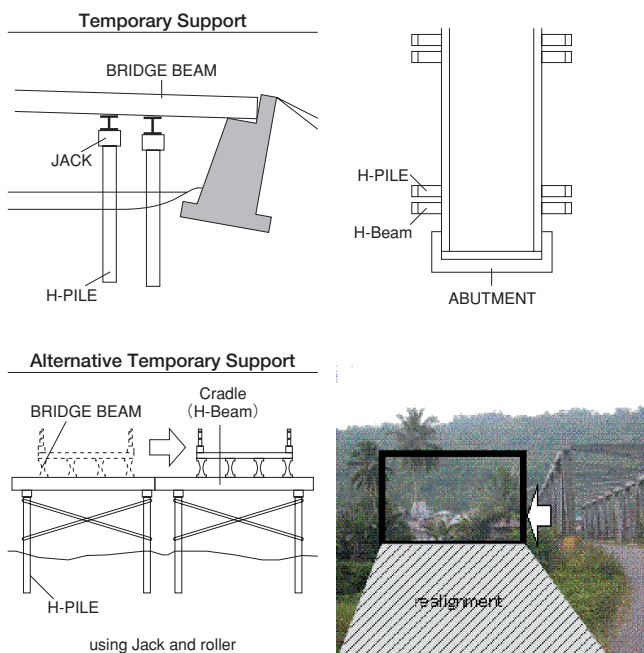 Temporary Support
BRIDGE BEAM
JACK
H-PILE
H-PILE
H-Beam
ABUTMENT
Alternative Temporary Support
BRIDGE BEAM
Cradle
(H-Beam)
H-PILE
using Jack and roller
realignment